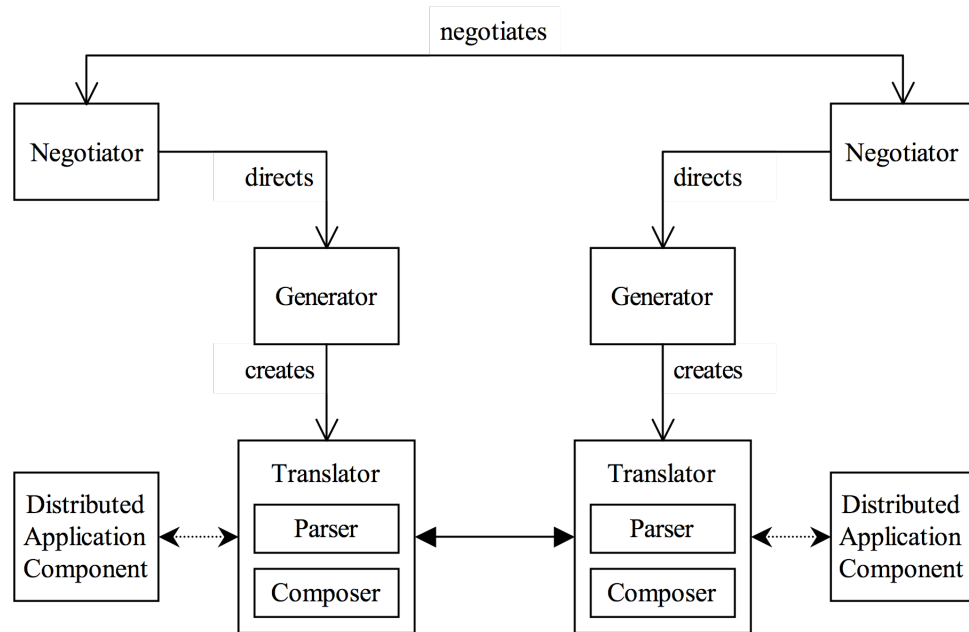 negotiates
Negotiator
Negotiator
directs
directs
Generator
Generator
creates
creates
Translator
Translator
Distributed
Application
Component
Parser
Composer
Parser
Composer
Distributed
Application
Component